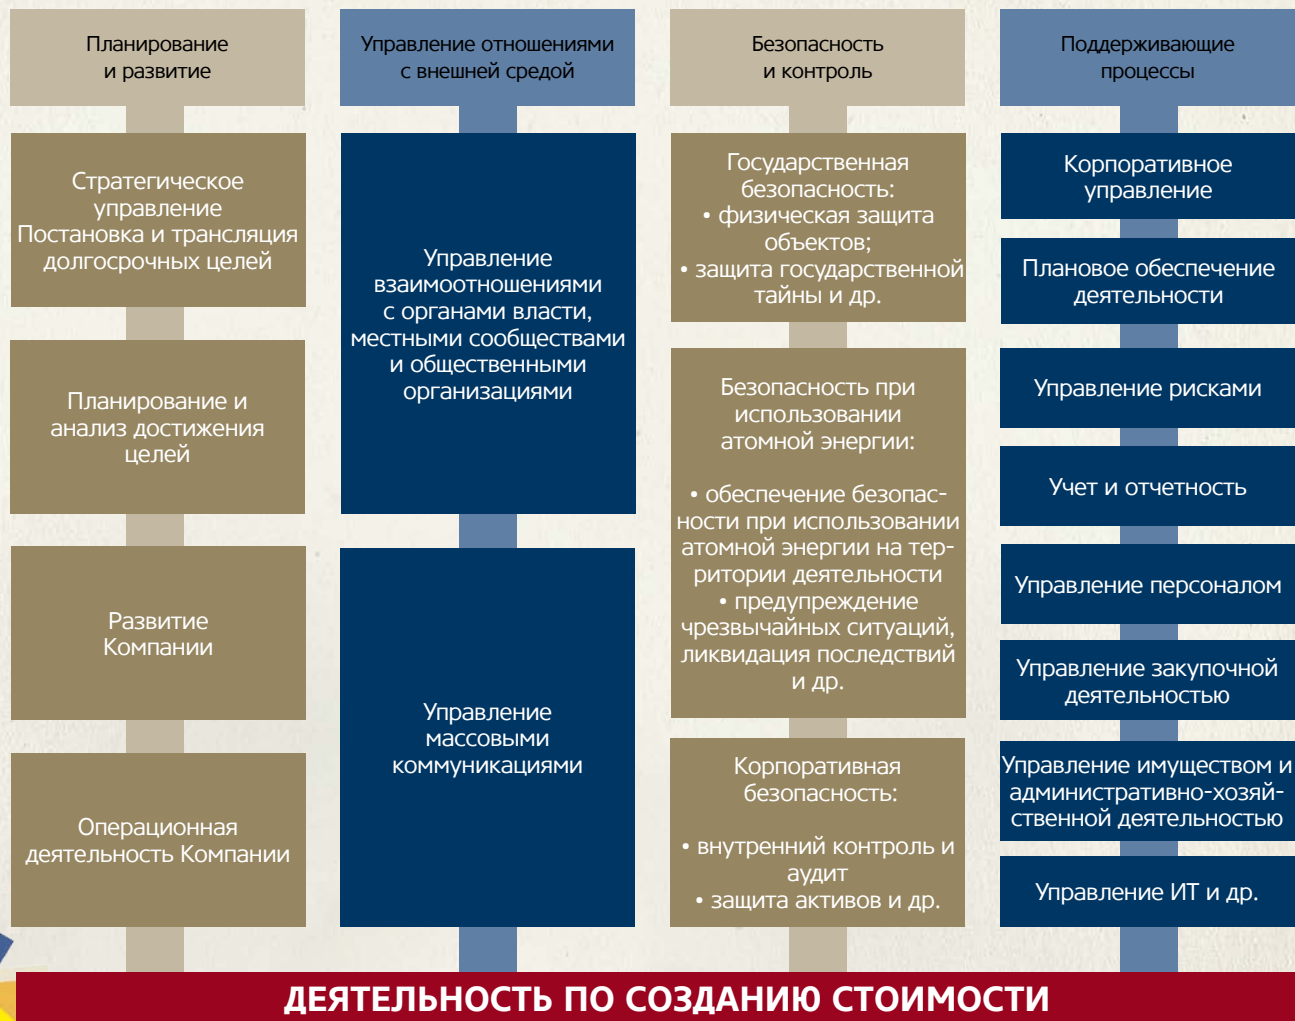 Планирование
и развитие
Стратегическое
управление
Постановка и трансляция
долгосрочных целей
Планирование и
анализ достижения
целей
Развитие
Компании
Операционная
деятельность Компании
Управление отношениями
с внешней средой
Управление
взаимоотношениями
с органами власти,
местными сообществами
и общественными
организациями
Управление
массовыми
коммуникациями
Безопасность
и контроль
Государственная
безопасность:
• физическая защита
объектов;
• защита государственной
тайны и др.
Безопасность при
использовании
атомной энергии:
• обеспечение безопас-
ности при использовании
атомной энергии на тер-
ритории деятельности
• предупреждение
чрезвычайных ситуаций,
ликвидация последствий
и др.
Корпоративная
безопасность:
• внутренний контроль и
аудит
• защита активов и др.
Поддерживающие
процессы
Корпоративное
управление
Плановое обеспечение
деятельности
Управление рисками
Учет и отчетность
Управление персоналом
Управление закупочной
деятельностью
Управление имуществом и
административно-хозяй-
ственной деятельностью
Управление ИТ и др.
ДЕЯТЕЛЬНОСТЬ ПО СОЗДАНИЮ СТОИМОСТИ